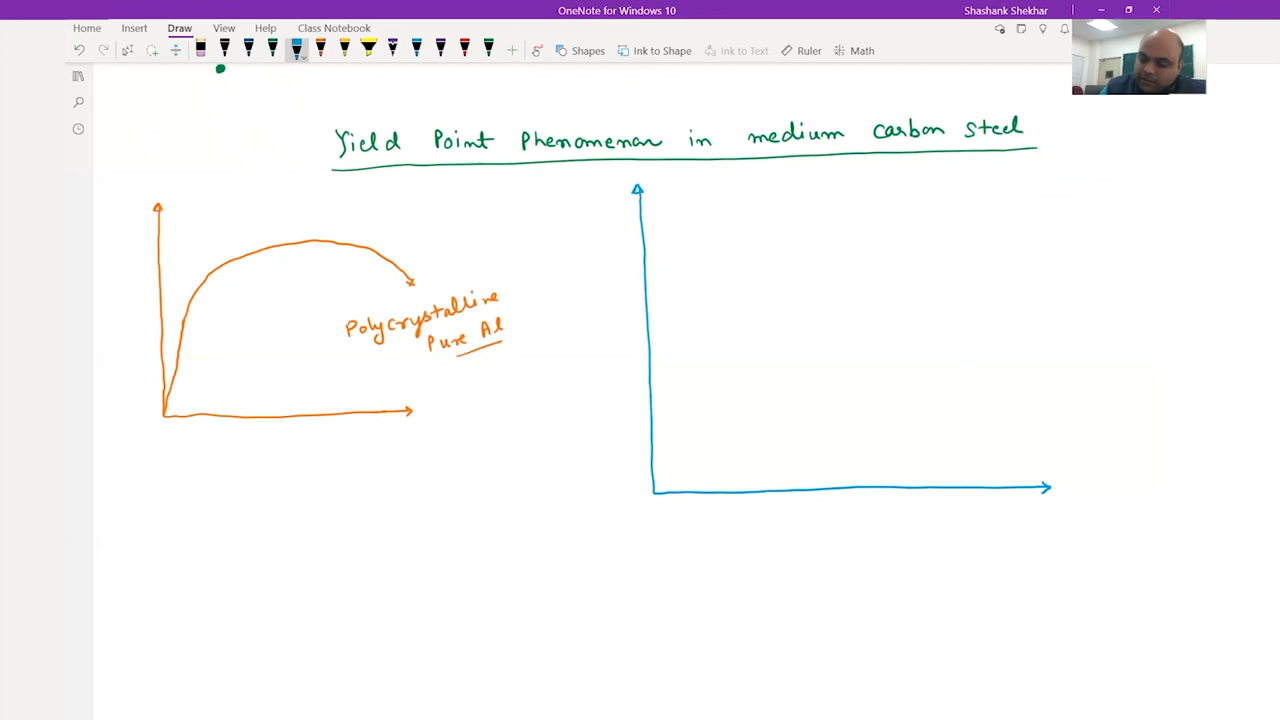 OneNote for Windows 10
Shashank Shekhar
Home Insert Draw View Help Class Notebook
Shapes Ink to Shape Ink to Text Ruler Math
Yield Point Phenomenan in medium carbon steel
Polycrystalline
Pure Al